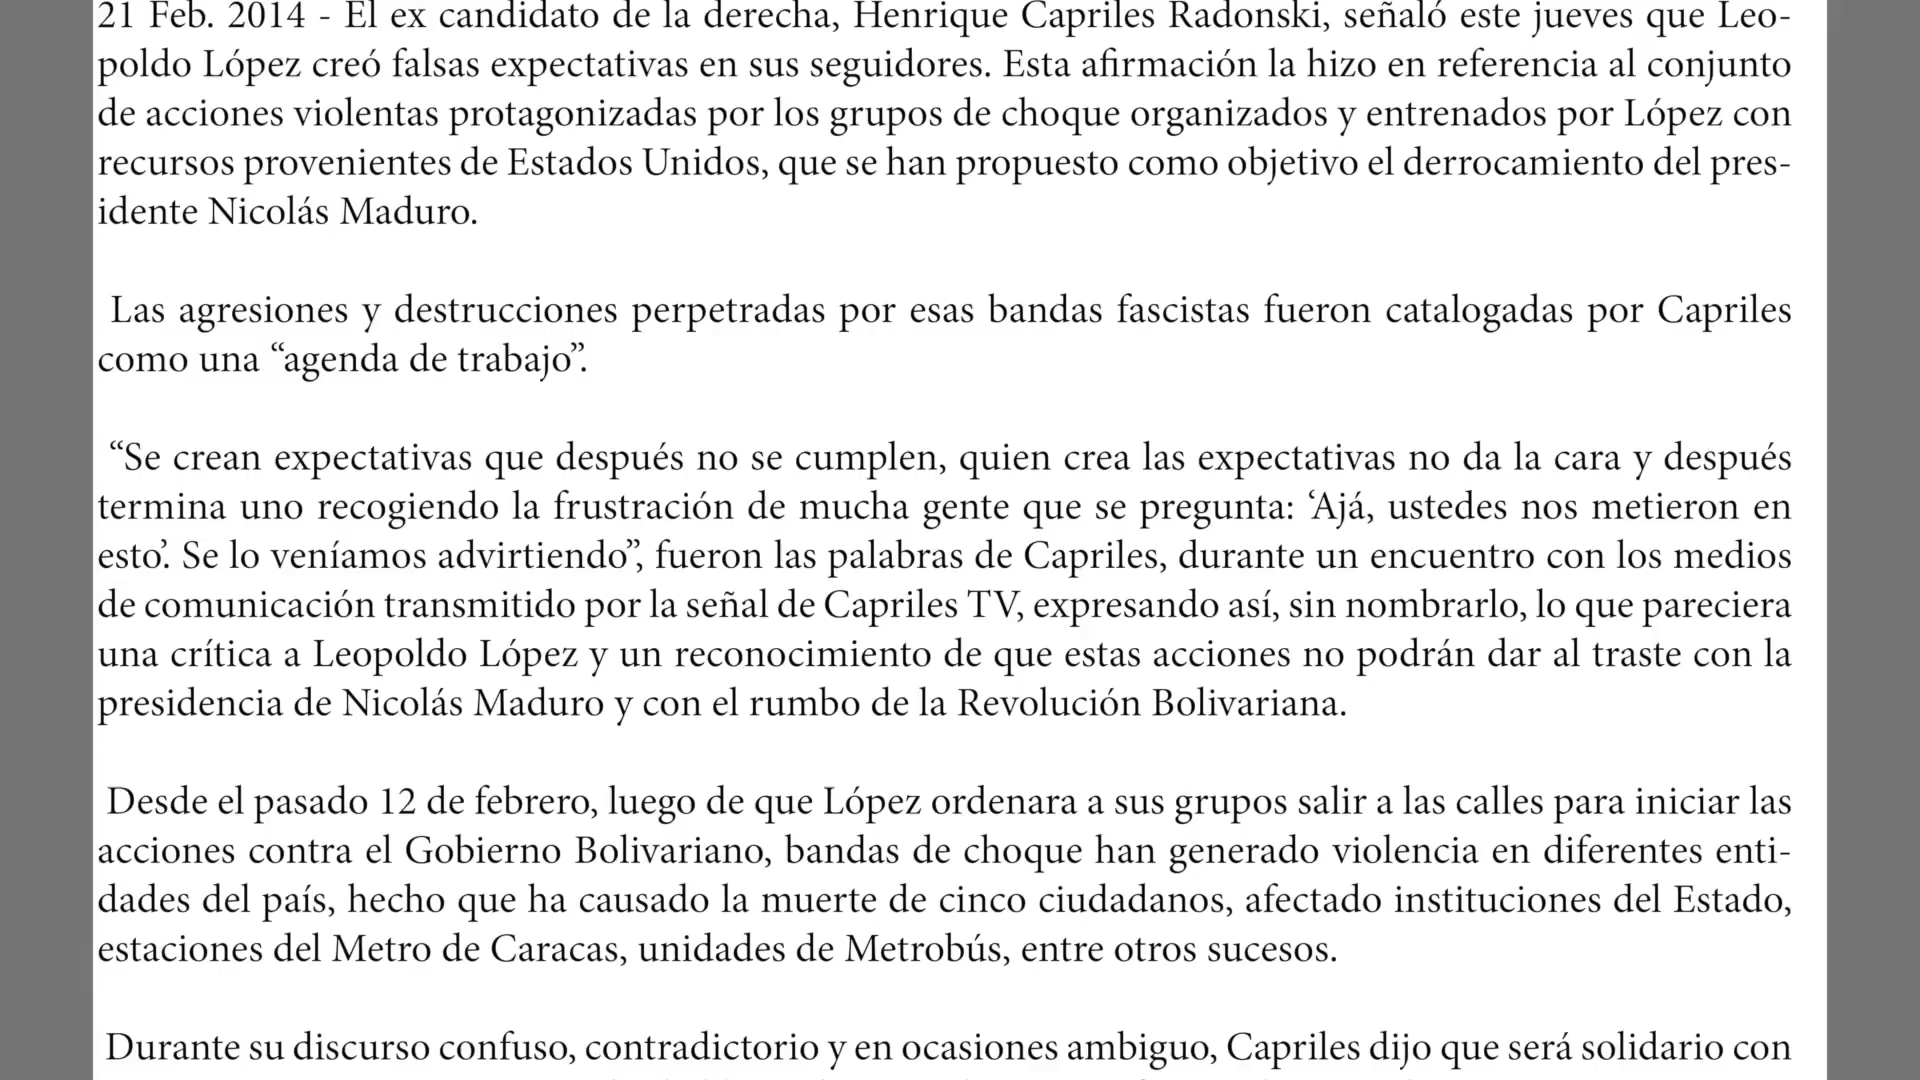 21 Feb. 2014 - El ex candidato de la derecha, Henrique Capriles Radonski, señaló este jueves que Leo-
poldo López creó falsas expectativas en sus seguidores. Esta afirmación la hizo en referencia al conjunto
de acciones violentas protagonizadas por los grupos de choque organizados y entrenados por López con
recursos provenientes de Estados Unidos, que se han propuesto como objetivo el derrocamiento del pres-
idente Nicolás Maduro.
Las agresiones y destrucciones perpetradas por esas bandas fascistas fueron catalogadas por Capriles
como una “agenda de trabajo”.
“Se crean expectativas que después no se cumplen, quien crea las expectativas no da la cara y después
termina uno recogiendo la frustración de mucha gente que se pregunta: ‘Ajá, ustedes nos metieron en
esto’. Se lo veníamos advirtiendo”, fueron las palabras de Capriles, durante un encuentro con los medios
de comunicación transmitido por la señal de Capriles TV, expresando así, sin nombrarlo, lo que pareciera
una crítica a Leopoldo López y un reconocimiento de que estas acciones no podrán dar al traste con la
presidencia de Nicolás Maduro y con el rumbo de la Revolución Bolivariana.
Desde el pasado 12 de febrero, luego de que López ordenara a sus grupos salir a las calles para iniciar las
acciones contra el Gobierno Bolivariano, bandas de choque han generado violencia en diferentes enti-
dades del país, hecho que ha causado la muerte de cinco ciudadanos, afectado instituciones del Estado,
estaciones del Metro de Caracas, unidades de Metrobús, entre otros sucesos.
Durante su discurso confuso, contradictorio y en ocasiones ambiguo, Capriles dijo que será solidario con